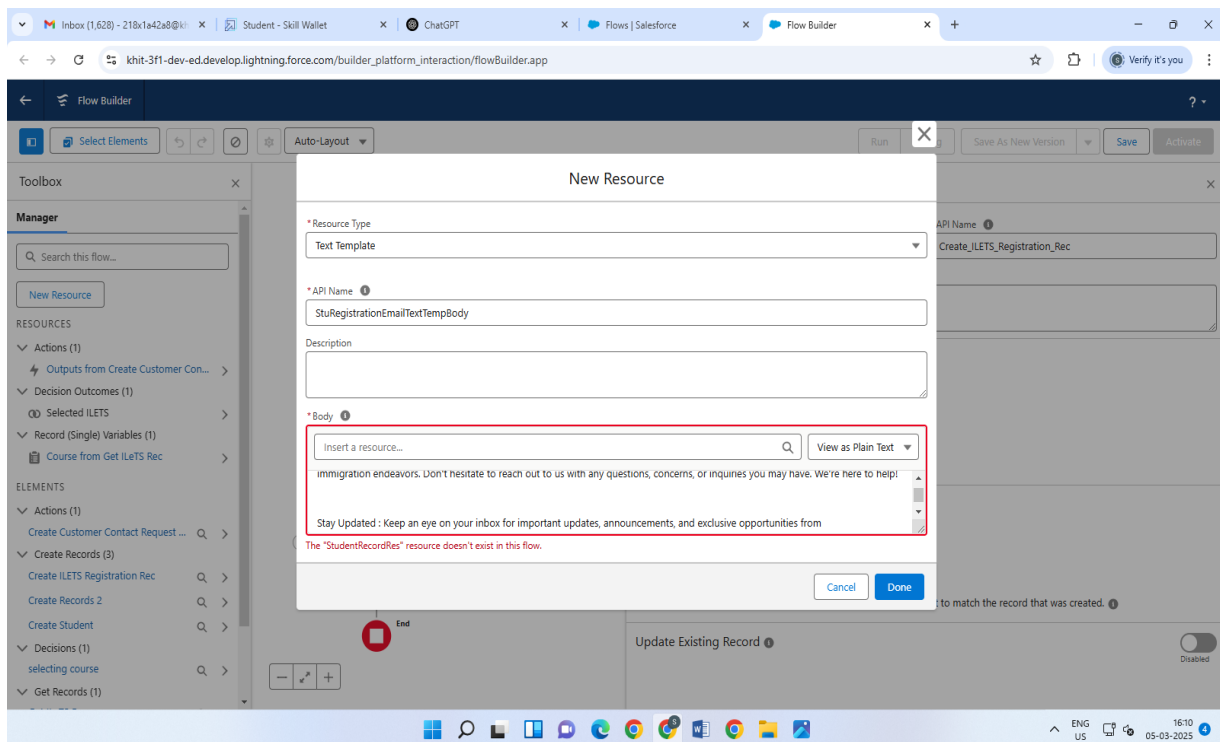 Inbox (1,628) - 218x1a42a8@kh
Student - Skill Wallet
ChatGPT
Flows | Salesforce
Flow Builder
khit-3f1-dev-ed.develop.lightning.force.com/builder_platform_interaction/flowBuilder.app
S
Verify it's you
Flow Builder
?
Select Elements
Auto-Layout
Run
Save As New Version
Save
Activate
Toolbox
New Resource
Manager
Search this flow...
New Resource
RESOURCES
Actions (1)
Outputs from Create Customer Con...
Decision Outcomes (1)
Selected ILETS
Record (Single) Variables (1)
Course from Get ILeTS Rec
ELEMENTS
Actions (1)
Create Customer Contact Request ...
Create Records (3)
Create ILETS Registration Rec
Create Records 2
Create Student
Decisions (1)
selecting course
Get Records (1)
*Resource Type
Text Template
*API Name
StuRegistrationEmailTextTempBody
Description
*Body
Insert a resource...
View as Plain Text
immigration endeavors. Don't hesitate to reach out to us with any questions, concerns, or inquiries you may have. We're here to help!
Stay Updated : Keep an eye on your inbox for important updates, announcements, and exclusive opportunities from
The "StudentRecordRes" resource doesn't exist in this flow.
Cancel
Done
API Name
Create_ILETS_Registration_Rec
to match the record that was created.
End
Update Existing Record
Disabled
ENG
US
16:10
05-03-2025
4